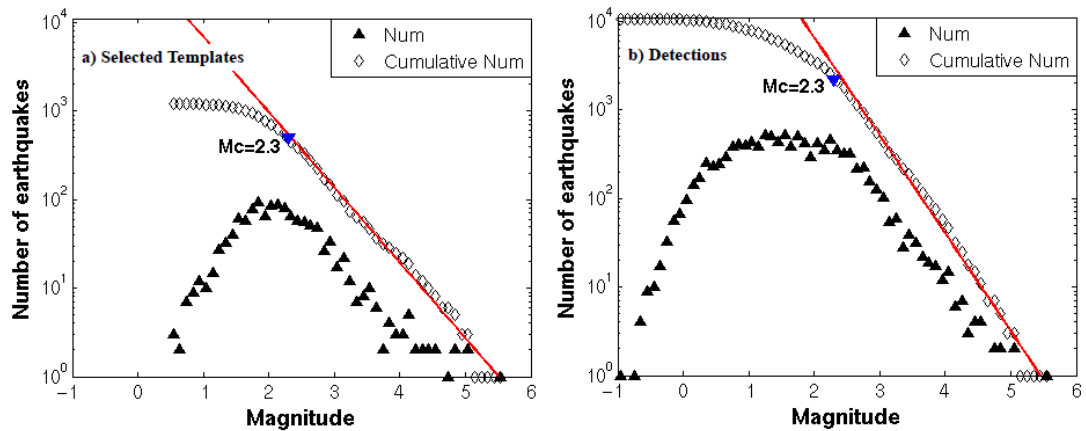 a) Selected Templates
Num
Cumulative Num
Mc=2.3
Number of earthquakes
10^4
10^3
10^2
10^1
10^0
-1 0 1 2 3 4 5 6
Magnitude
b) Detections
Num
Cumulative Num
Mc=2.3
Number of earthquakes
10^4
10^3
10^2
10^1
10^0
-1 0 1 2 3 4 5 6
Magnitude